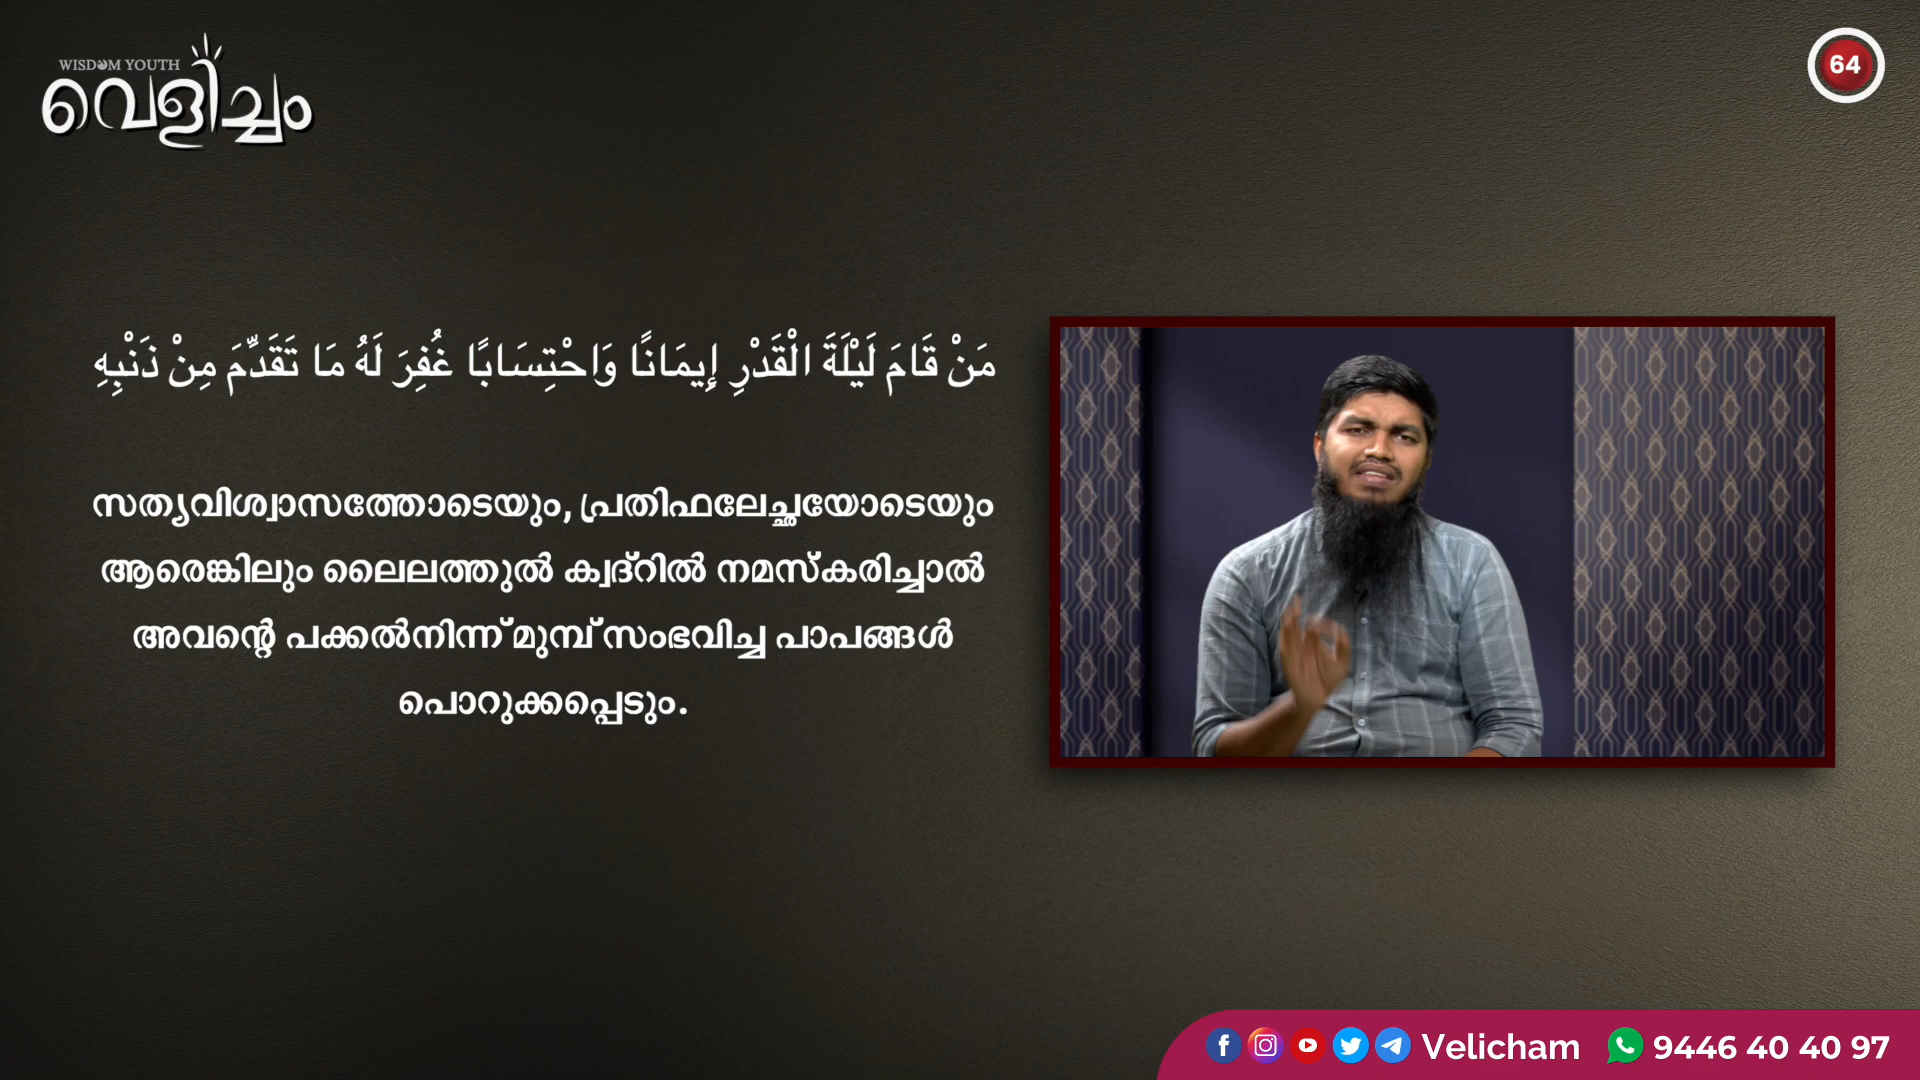 WISDOM YOUTH
വെളിച്ചം
64
مَنْ قَامَ لَيْلَةَ الْقَدْرِ إِيمَانًا وَاحْتِسَابًا غُفِرَ لَهُ مَا تَقَدَّمَ مِنْ ذَنْبِهِ
സത്യവിശ്വാസത്തോടെയും, പ്രതിഫലേച്ഛയോടെയും
ആരെങ്കിലും ലൈലത്തുൽ ക്വദ്റിൽ നമസ്കരിച്ചാൽ
അവന്റെ പക്കൽനിന്ന് മുമ്പ് സംഭവിച്ച പാപങ്ങൾ
പൊറുക്കപ്പെടും.
Velicham 9446 40 40 97